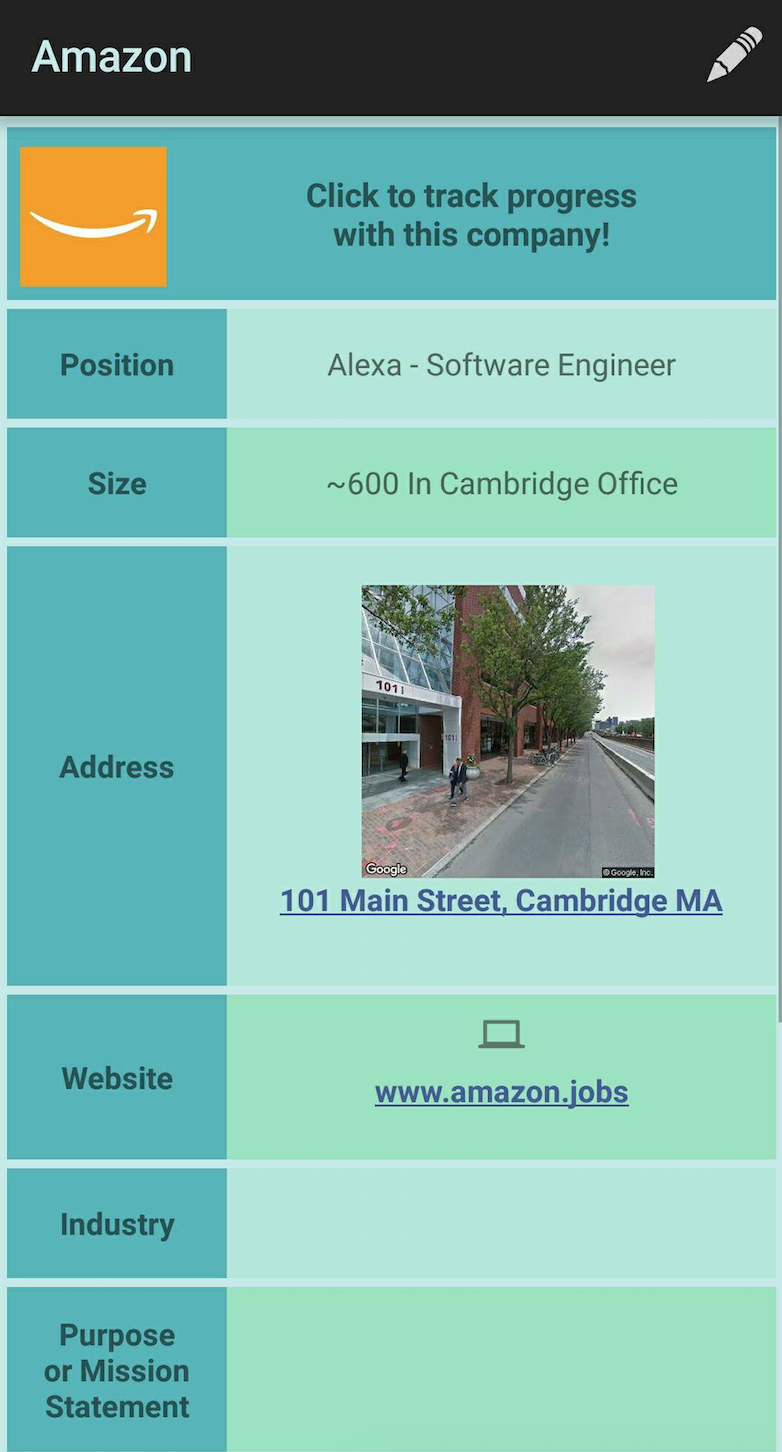 Amazon
Click to track progress
with this company!
Position
Alexa - Software Engineer
Size
~600 In Cambridge Office
Address
101
101
Google
© Google, Inc.
101 Main Street, Cambridge MA
Website
www.amazon.jobs
Industry
Purpose
or Mission
Statement